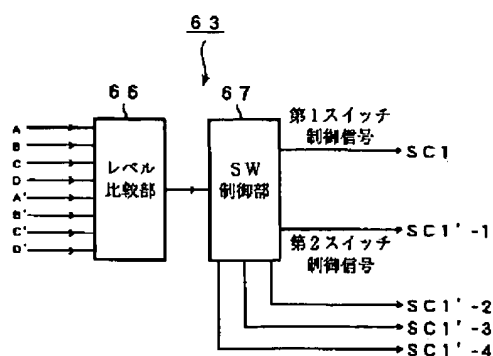 63
66
67
A
B
C
D
A'
B'
C'
D'
レベル
比較部
SW
制御部
第1スイッチ
制御信号
SC1
SC1'-1
第2スイッチ
制御信号
SC1'-2
SC1'-3
SC1'-4